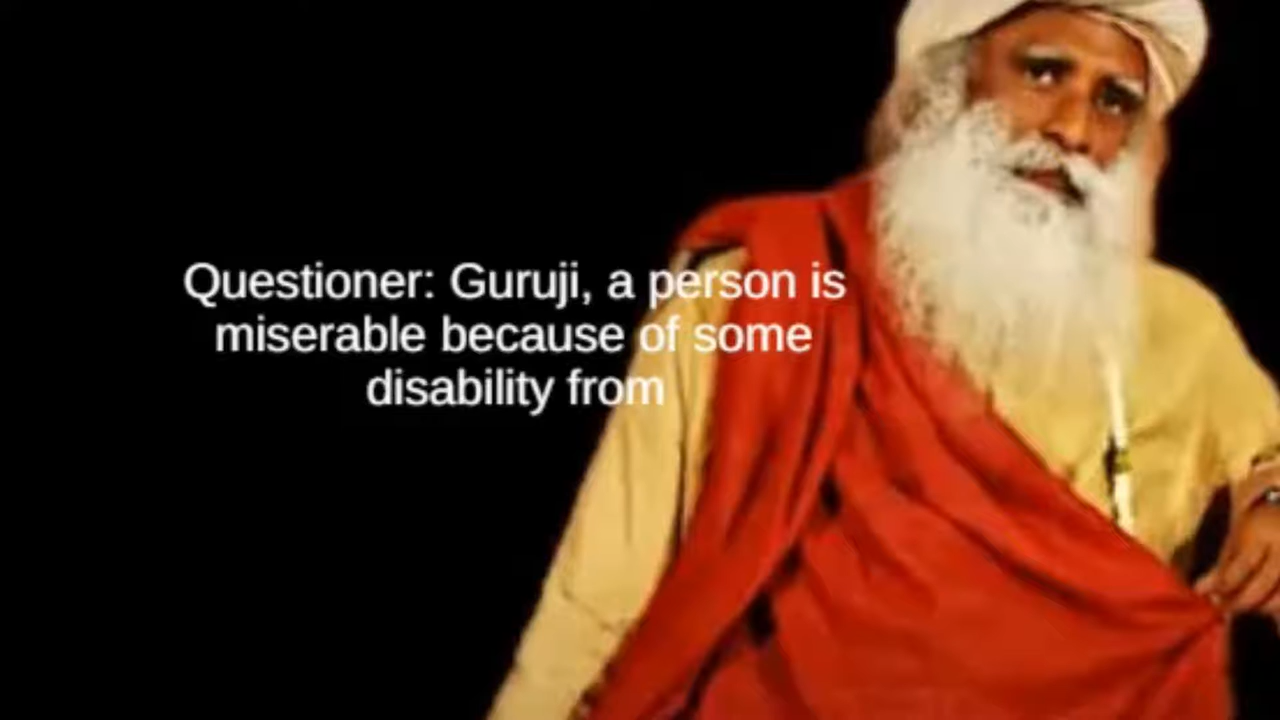 Questioner: Guruji, a person is
miserable because of some
disability from